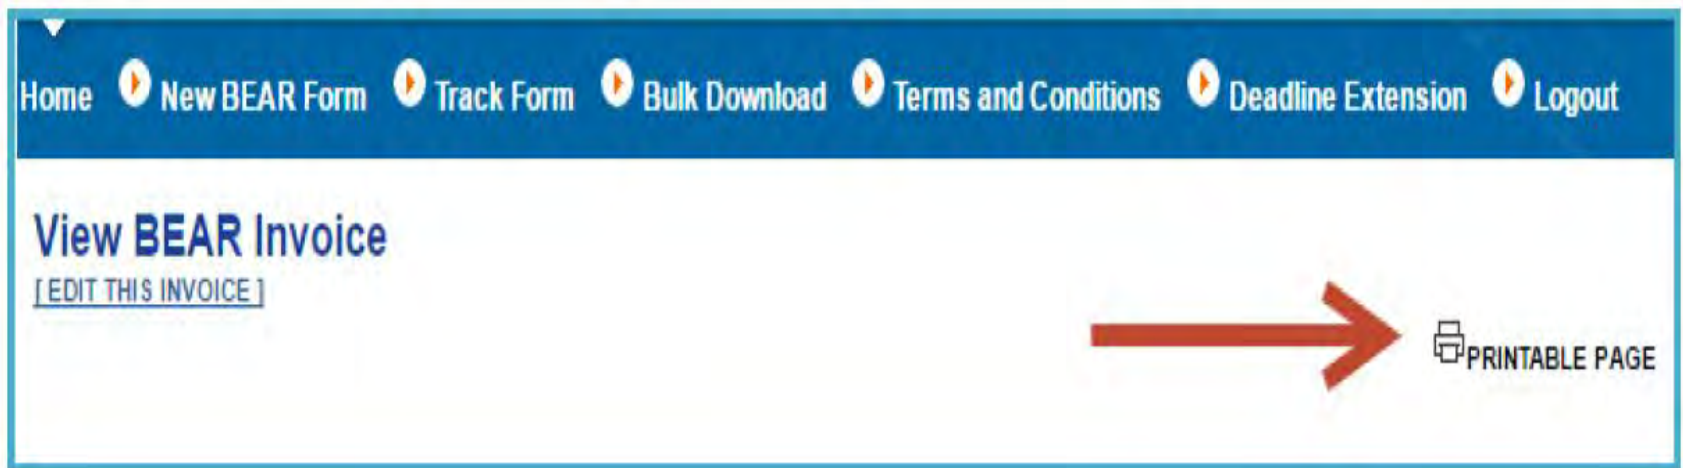 Home New BEAR Form Track Form Bulk Download Terms and Conditions Deadline Extension Logout
View BEAR Invoice
[ EDIT THIS INVOICE ]
PRINTABLE PAGE